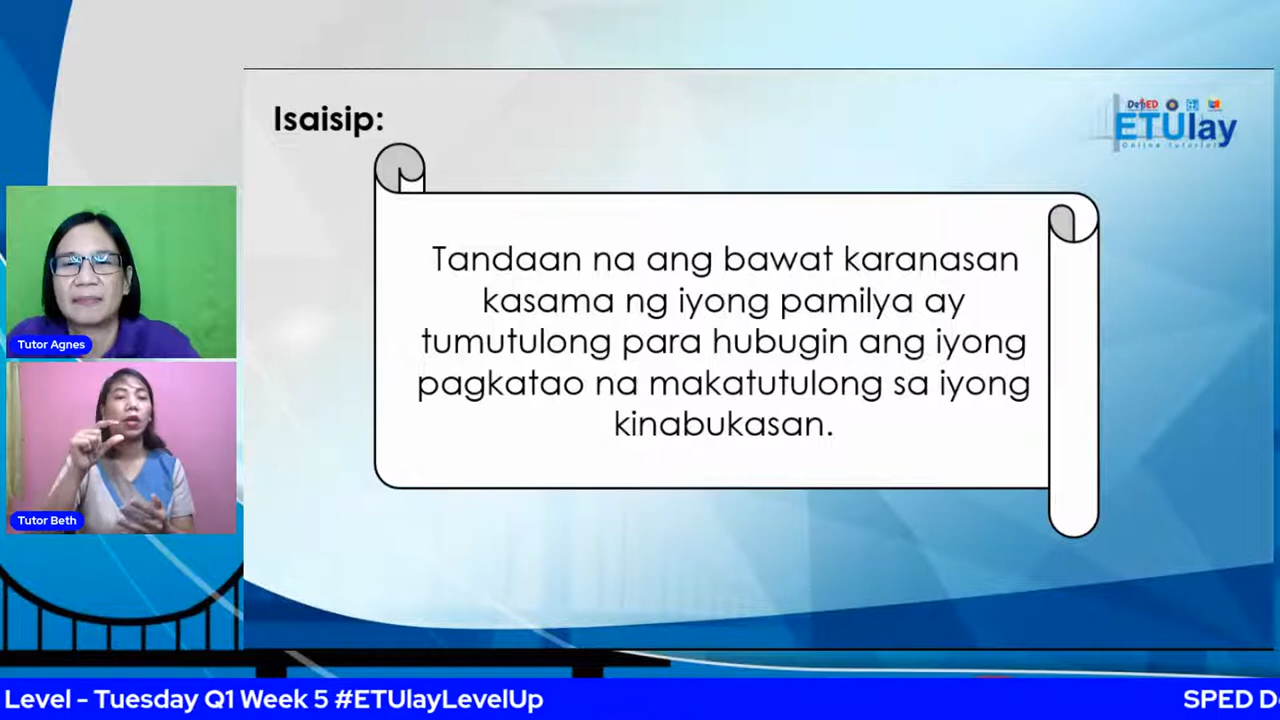 Isaisip:
DepED
ETUlay
Online Tutorial
Tandaan na ang bawat karanasan
kasama ng iyong pamilya ay
tumutulong para hubugin ang iyong
pagkatao na makatutulong sa iyong
kinabukasan.
Tutor Agnes
Tutor Beth
Level - Tuesday Q1 Week 5 #ETUlayLevelUp
SPED